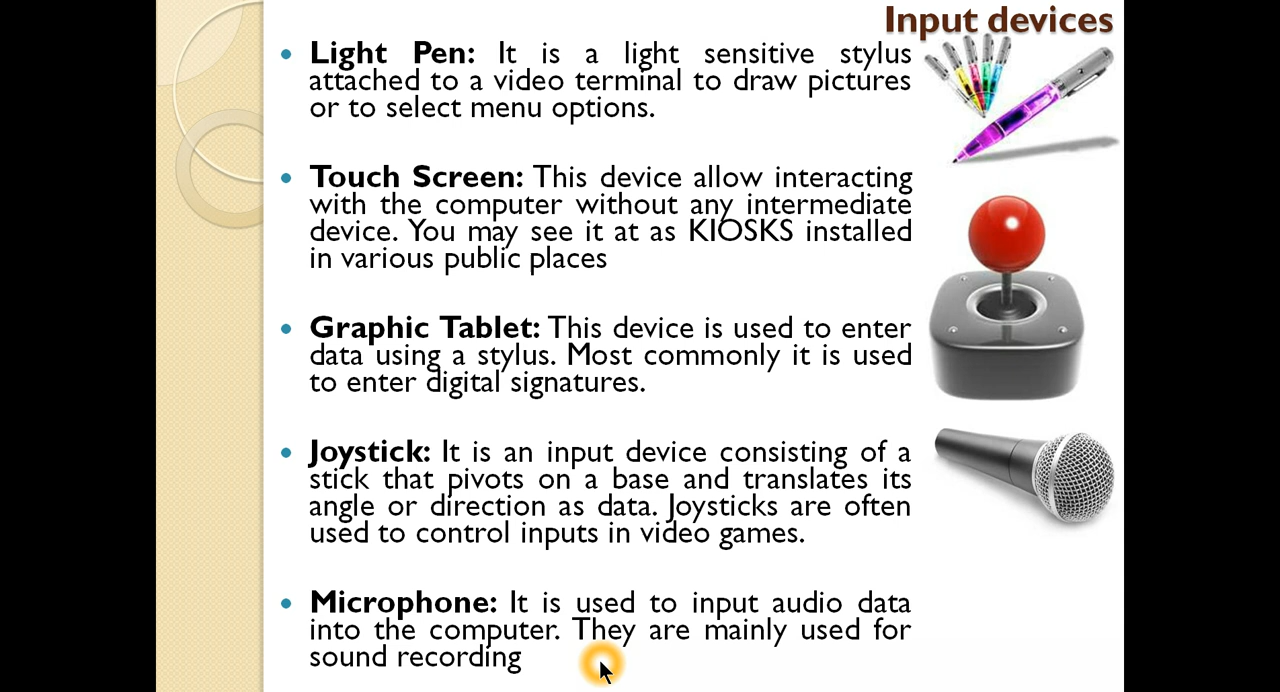 Input devices
• Light Pen: It is a light sensitive stylus
attached to a video terminal to draw pictures
or to select menu options.
• Touch Screen: This device allow interacting
with the computer without any intermediate
device. You may see it at as KIOSKS installed
in various public places
• Graphic Tablet: This device is used to enter
data using a stylus. Most commonly it is used
to enter digital signatures.
• Joystick: It is an input device consisting of a
stick that pivots on a base and translates its
angle or direction as data. Joysticks are often
used to control inputs in video games.
• Microphone: It is used to input audio data
into the computer. They are mainly used for
sound recording